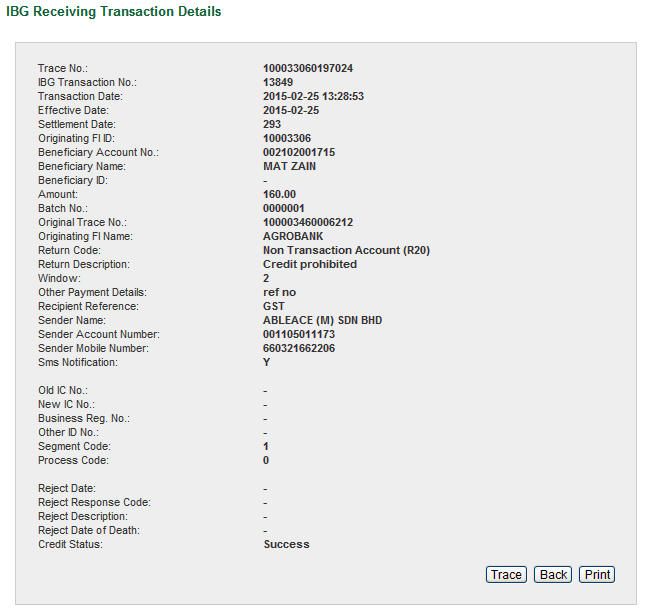 IBG Receiving Transaction Details
Trace No.: 100033060197024
IBG Transaction No.: 13849
Transaction Date: 2015-02-25 13:28:53
Effective Date: 2015-02-25
Settlement Date: 293
Originating FI ID: 10003306
Beneficiary Account No.: 002102001715
Beneficiary Name: MAT ZAIN
Beneficiary ID: -
Amount: 160.00
Batch No.: 0000001
Original Trace No.: 100003460006212
Originating FI Name: AGROBANK
Return Code: Non Transaction Account (R20)
Return Description: Credit prohibited
Window: 2
Other Payment Details: ref no
Recipient Reference: GST
Sender Name: ABLEACE (M) SDN BHD
Sender Account Number: 001105011173
Sender Mobile Number: 660321662206
Sms Notification: Y
Old IC No.: -
New IC No.: -
Business Reg. No.: -
Other ID No.: -
Segment Code: 1
Process Code: 0
Reject Date: -
Reject Response Code: -
Reject Description: -
Reject Date of Death: -
Credit Status: Success
Trace Back Print